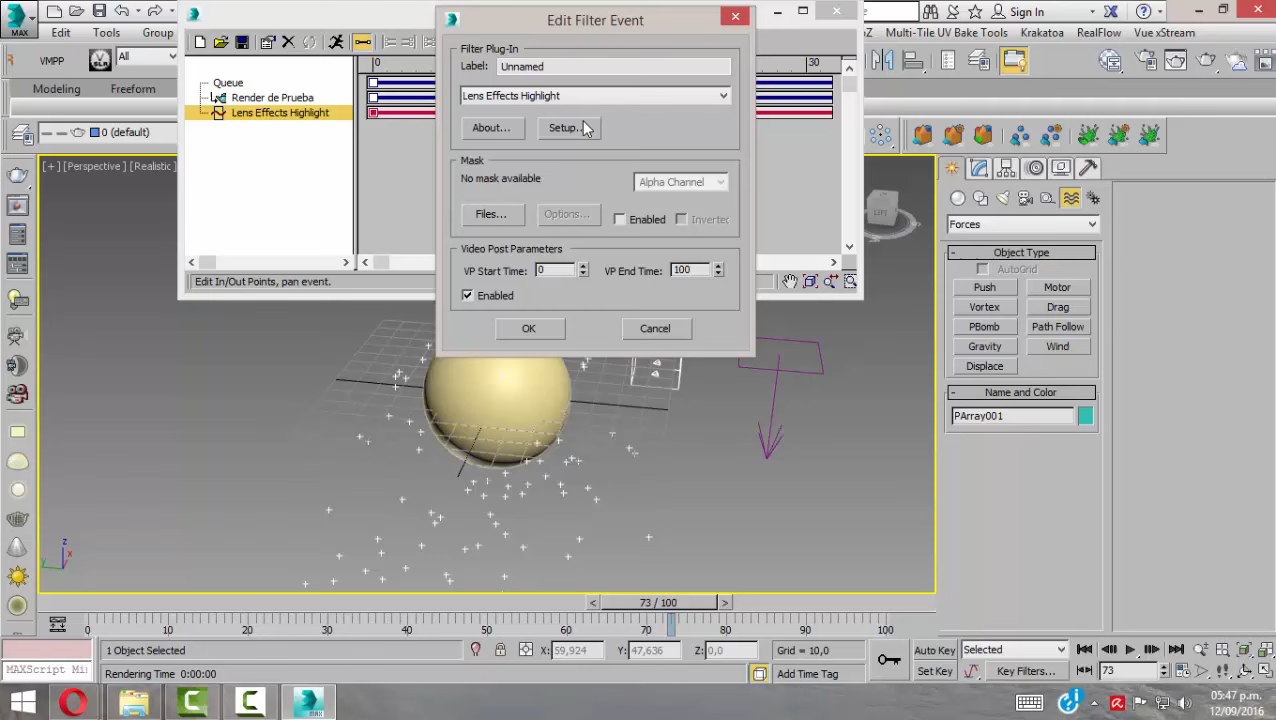 Edit Filter Event
MAX
Edit
Tools
Group
Sign In
VMPP
All
Modeling
Freeform
Multi-Tile UV Bake Tools
RailClone
Vue xStream
Queue
Render de Prueba
Lens Effects Highlight
0
30
Edit In/Out Points, pan event.
Filter Plug-In
Label:
Unnamed
Lens Effects Highlight
About...
Setup...
Mask
No mask available
Alpha Channel
Files...
Options...
Enabled
Inverted
Video Post Parameters
VP Start Time:
0
VP End Time:
100
Enabled
OK
Cancel
0 (default)
[+] [Perspective] [Realistic]
Forces
Object Type
AutoGrid
Push
Motor
Vortex
Drag
PBomb
Path Follow
Gravity
Wind
Displace
Name and Color
PArray001
z
x
y
< 73 / 100 >
0 10 20 30 40 50 60 70 80 90 100
1 Object Selected
X: 59,924
Y: 47,636
Z: 0,0
Grid = 10,0
Auto Key
Selected
MAXScript Mi
Rendering Time 0:00:00
Add Time Tag
Set Key
Key Filters...
73
MAX
05:47 p.m.
12/09/2016